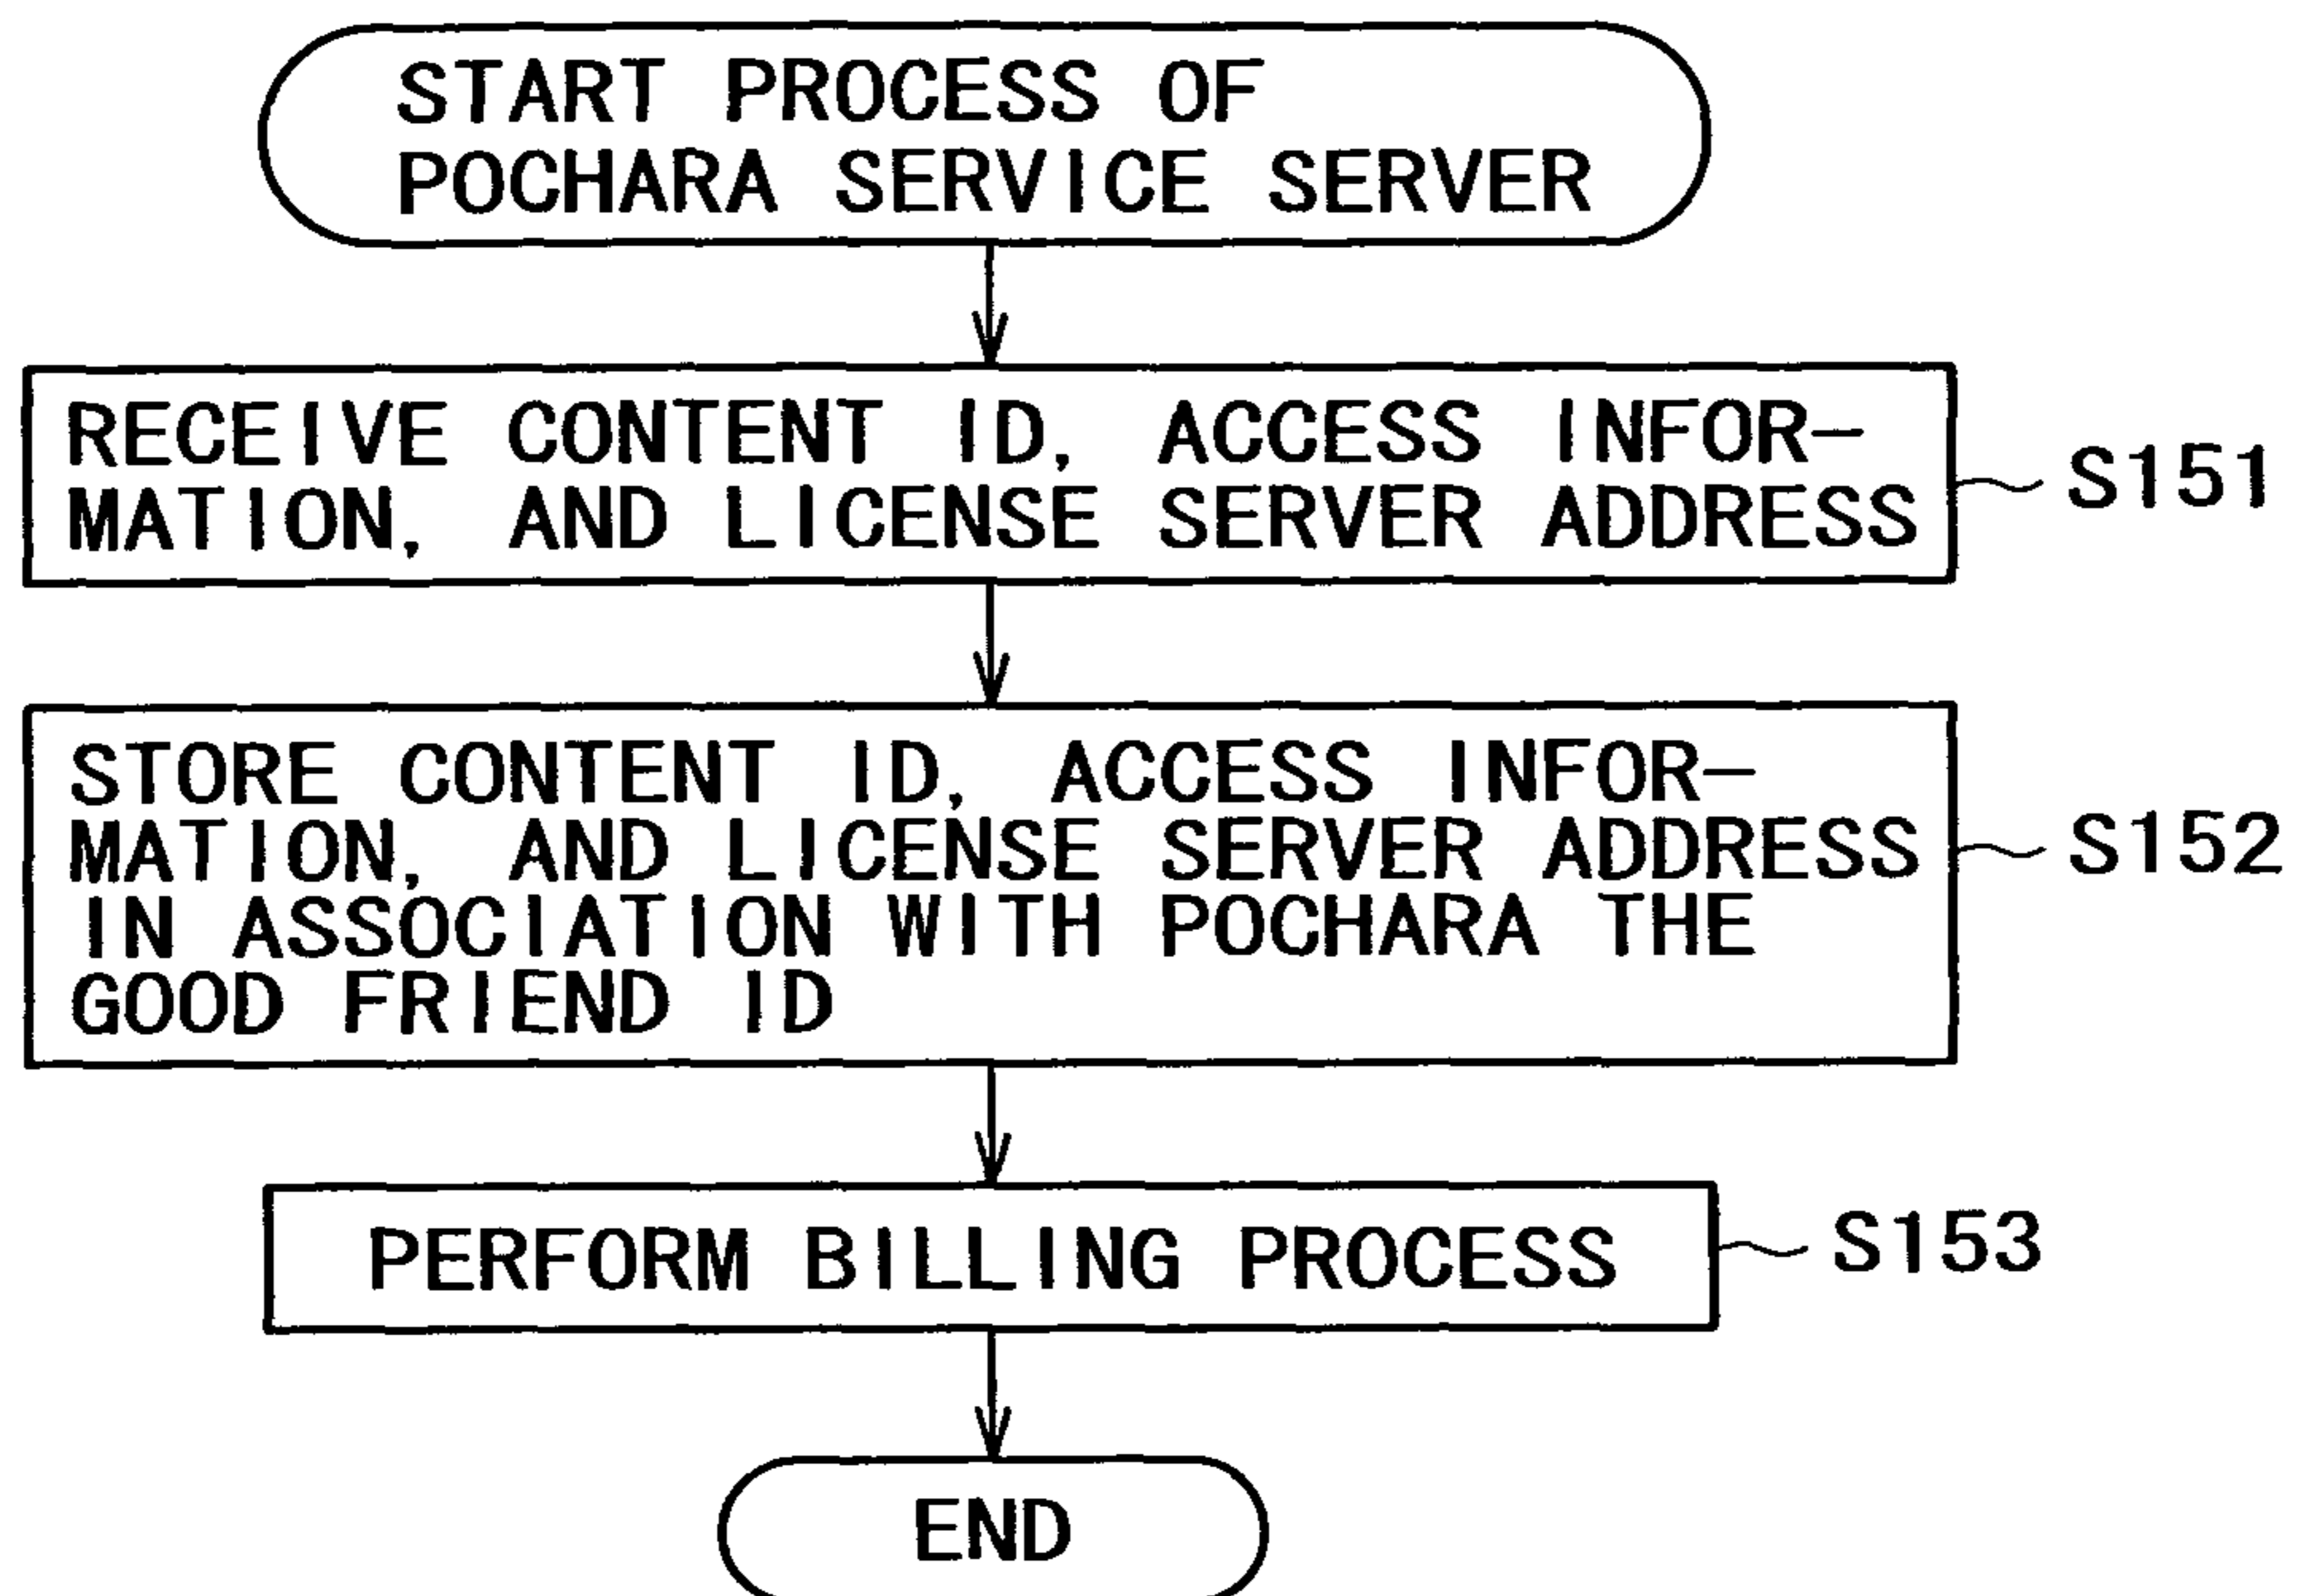 START PROCESS OF
POCHARA SERVICE SERVER
RECEIVE CONTENT ID, ACCESS INFOR-
MATION, AND LICENSE SERVER ADDRESS
S151
STORE CONTENT ID, ACCESS INFOR-
MATION, AND LICENSE SERVER ADDRESS
IN ASSOCIATION WITH POCHARA THE
GOOD FRIEND ID
S152
PERFORM BILLING PROCESS
S153
END